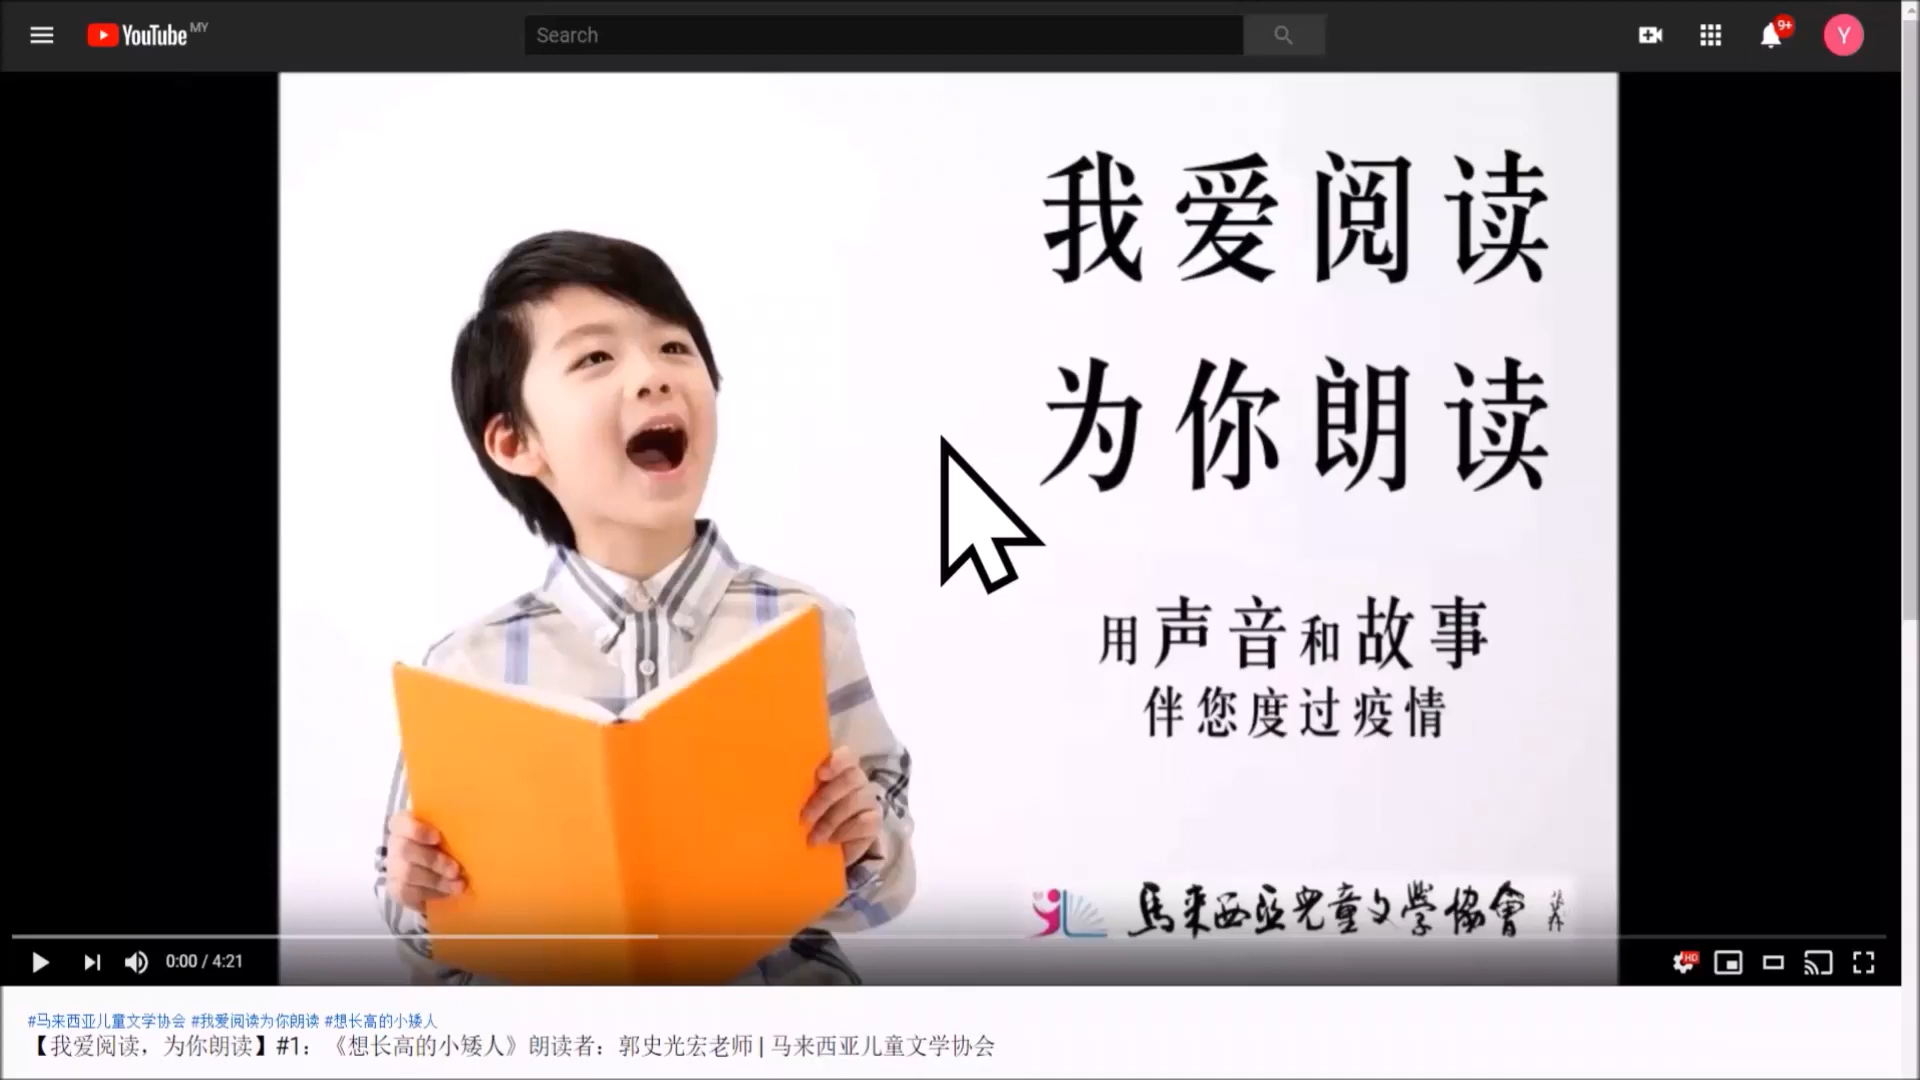 YouTube MY
Search
9+
Y
我爱阅读
为你朗读
用声音和故事
伴您度过疫情
馬来西亚兒童文学協會
0:00 / 4:21
HD
#马来西亚儿童文学协会 #我爱阅读为你朗读 #想长高的小矮人
【我爱阅读，为你朗读】#1：《想长高的小矮人》朗读者：郭史光宏老师 | 马来西亚儿童文学协会